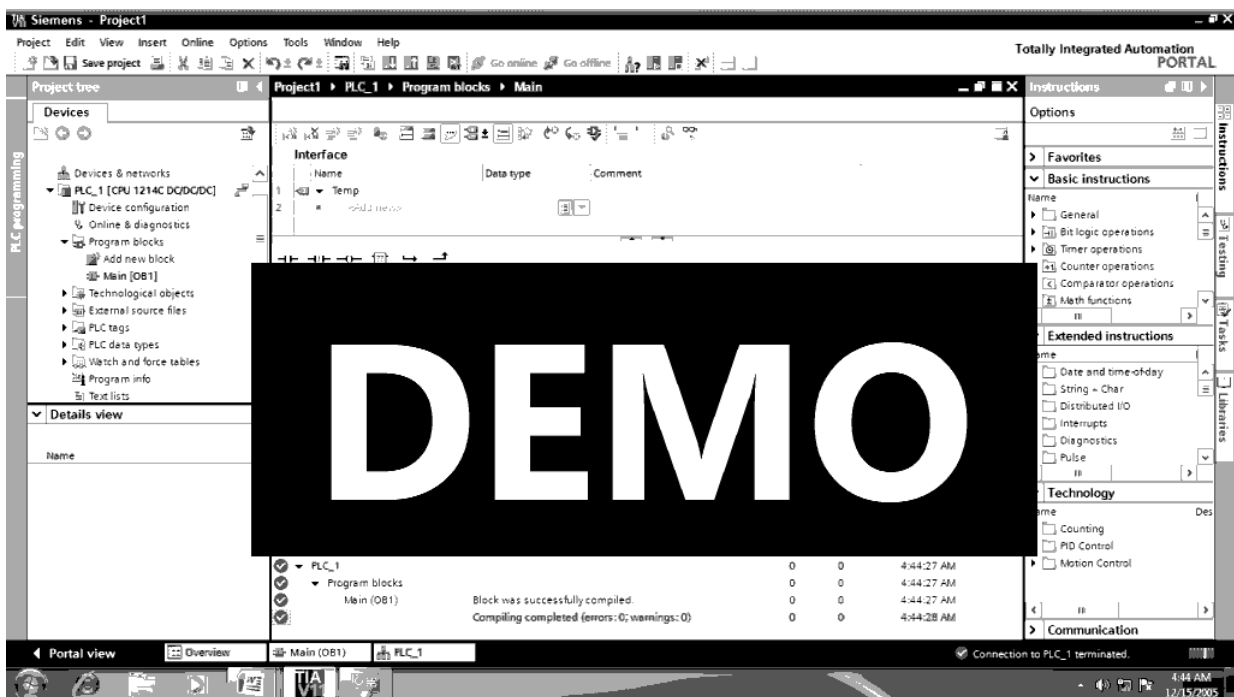 Siemens - Project1
Project Edit View Insert Online Options Tools Window Help
Totally Integrated Automation
PORTAL
Save project
Go online
Go offline
Project tree
Devices
PLC programming
Devices & networks
PLC_1 [CPU 1214C DC/DC/DC]
Device configuration
Online & diagnostics
Program blocks
Add new block
Main [OB1]
Technological objects
External source files
PLC tags
PLC data types
Watch and force tables
Program info
Text lists
Details view
Name
Project1 PLC_1 Program blocks Main
Interface
Name Data type Comment
1 Temp
2 <Add new>
DEMO
PLC_1 0 0 4:44:27 AM
Program blocks 0 0 4:44:27 AM
Main (OB1) Block was successfully compiled. 0 0 4:44:27 AM
Compiling completed (errors: 0; warnings: 0) 0 0 4:44:28 AM
Instructions
Options
Favorites
Basic instructions
Name
General
Bit logic operations
Timer operations
Counter operations
Comparator operations
Math functions
Extended instructions
Date and time-of-day
String + Char
Distributed I/O
Interrupts
Diagnostics
Pulse
Technology
Des
Counting
PID Control
Motion Control
Communication
Instructions
Testing
Tasks
Libraries
Portal view
Overview
Main (OB1)
PLC_1
Connection to PLC_1 terminated.
TIA
V11
4:44 AM
12/15/2005